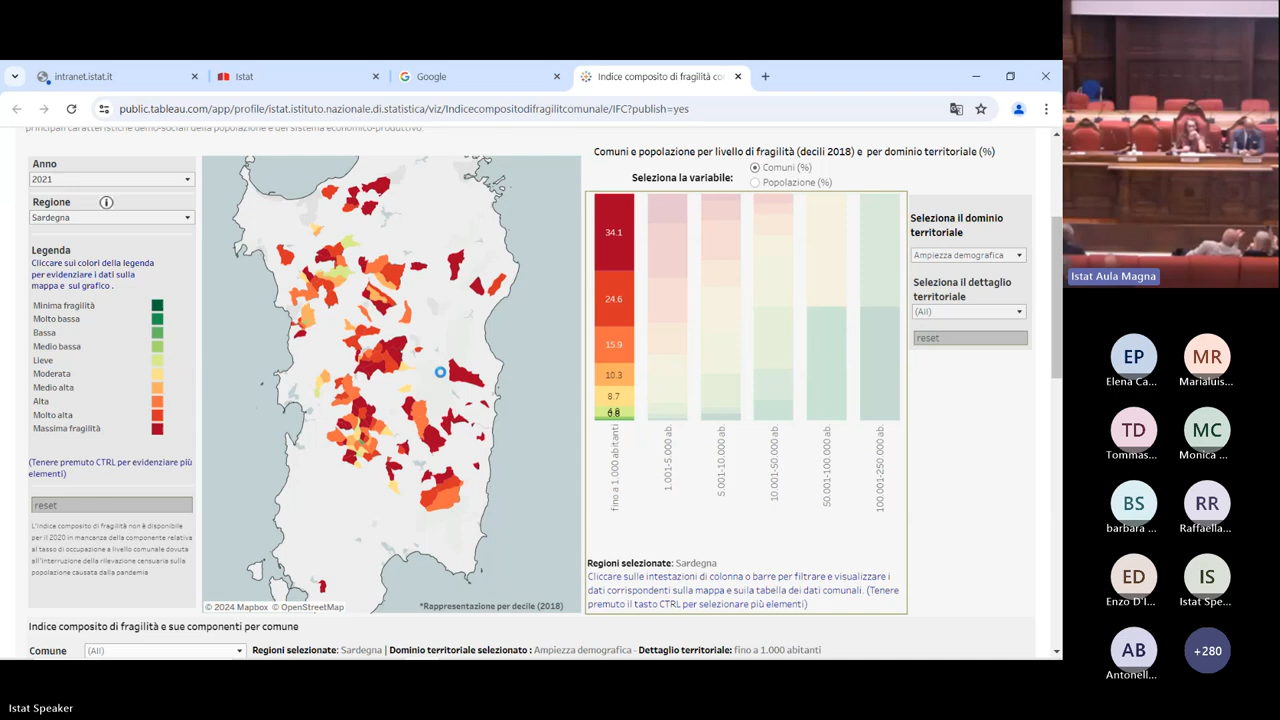 intranet.istat.it
Istat
Google
Indice composito di fragilità co
public.tableau.com/app/profile/istat.istituto.nazionale.di.statistica/viz/Indicecompositodifragilitcomunale/IFC?publish=yes
principali caratteristiche demo-sociali della popolazione e del sistema economico-produttivo.
Anno
2021
Regione
Sardegna
Legenda
Cliccare sui colori della legenda
per evidenziare i dati sulla
mappa e sul grafico .
Minima fragilità
Molto bassa
Bassa
Medio bassa
Lieve
Moderata
Medio alta
Alta
Molto alta
Massima fragilità
(Tenere premuto CTRL per evidenziare più
elementi)
reset
L'indice composito di fragilità non è disponibile
per il 2020 in mancanza della componente relativa
al tasso di occupazione a livello comunale dovuta
all'interruzione della rilevazione censuaria sulla
popolazione causata dalla pandemia
© 2024 Mapbox © OpenStreetMap
*Rappresentazione per decile (2018)
Comuni e popolazione per livello di fragilità (decili 2018) e per dominio territoriale (%)
Seleziona la variabile:
Comuni (%)
Popolazione (%)
34.1
24.6
15.9
10.3
8.7
0.8
fino a 1.000 abitanti
1.001-5.000 ab.
5.001-10.000 ab.
10.001-50.000 ab.
50.001-100.000 ab.
100.001-250.000 ab.
Regioni selezionate: Sardegna
Cliccare sulle intestazioni di colonna o barre per filtrare e visualizzare i
dati corrispondenti sulla mappa e sulla tabella dei dati comunali. (Tenere
premuto il tasto CTRL per selezionare più elementi)
Seleziona il dominio
territoriale
Ampiezza demografica
Seleziona il dettaglio
territoriale
(All)
reset
Indice composito di fragilità e sue componenti per comune
Comune
(All)
Regioni selezionate: Sardegna | Dominio territoriale selezionato : Ampiezza demografica - Dettaglio territoriale: fino a 1.000 abitanti
Istat Aula Magna
EP
Elena Ca...
MR
Marialuis...
TD
Tommas...
MC
Monica ...
BS
barbara ...
RR
Raffaella...
ED
Enzo D'I...
IS
Istat Spe...
AB
Antonell...
+280
Istat Speaker